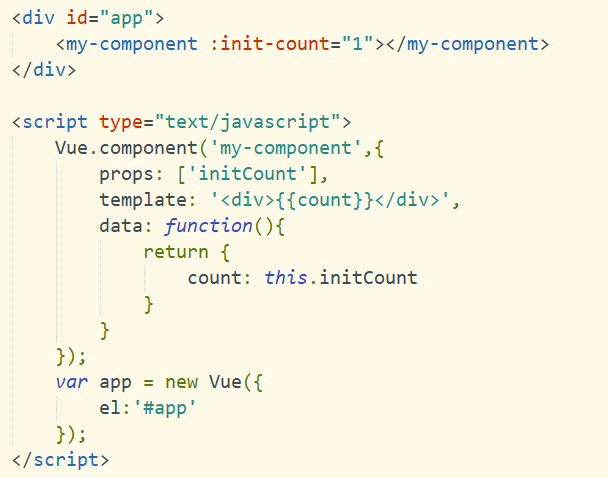 <div id="app">
    <my-component :init-count="1"></my-component>
</div>

<script type="text/javascript">
    Vue.component('my-component',{
        props: ['initCount'],
        template: '<div>{{count}}</div>',
        data: function(){
            return {
                count: this.initCount
            }
        }
    });
    var app = new Vue({
        el:'#app'
    });
</script>